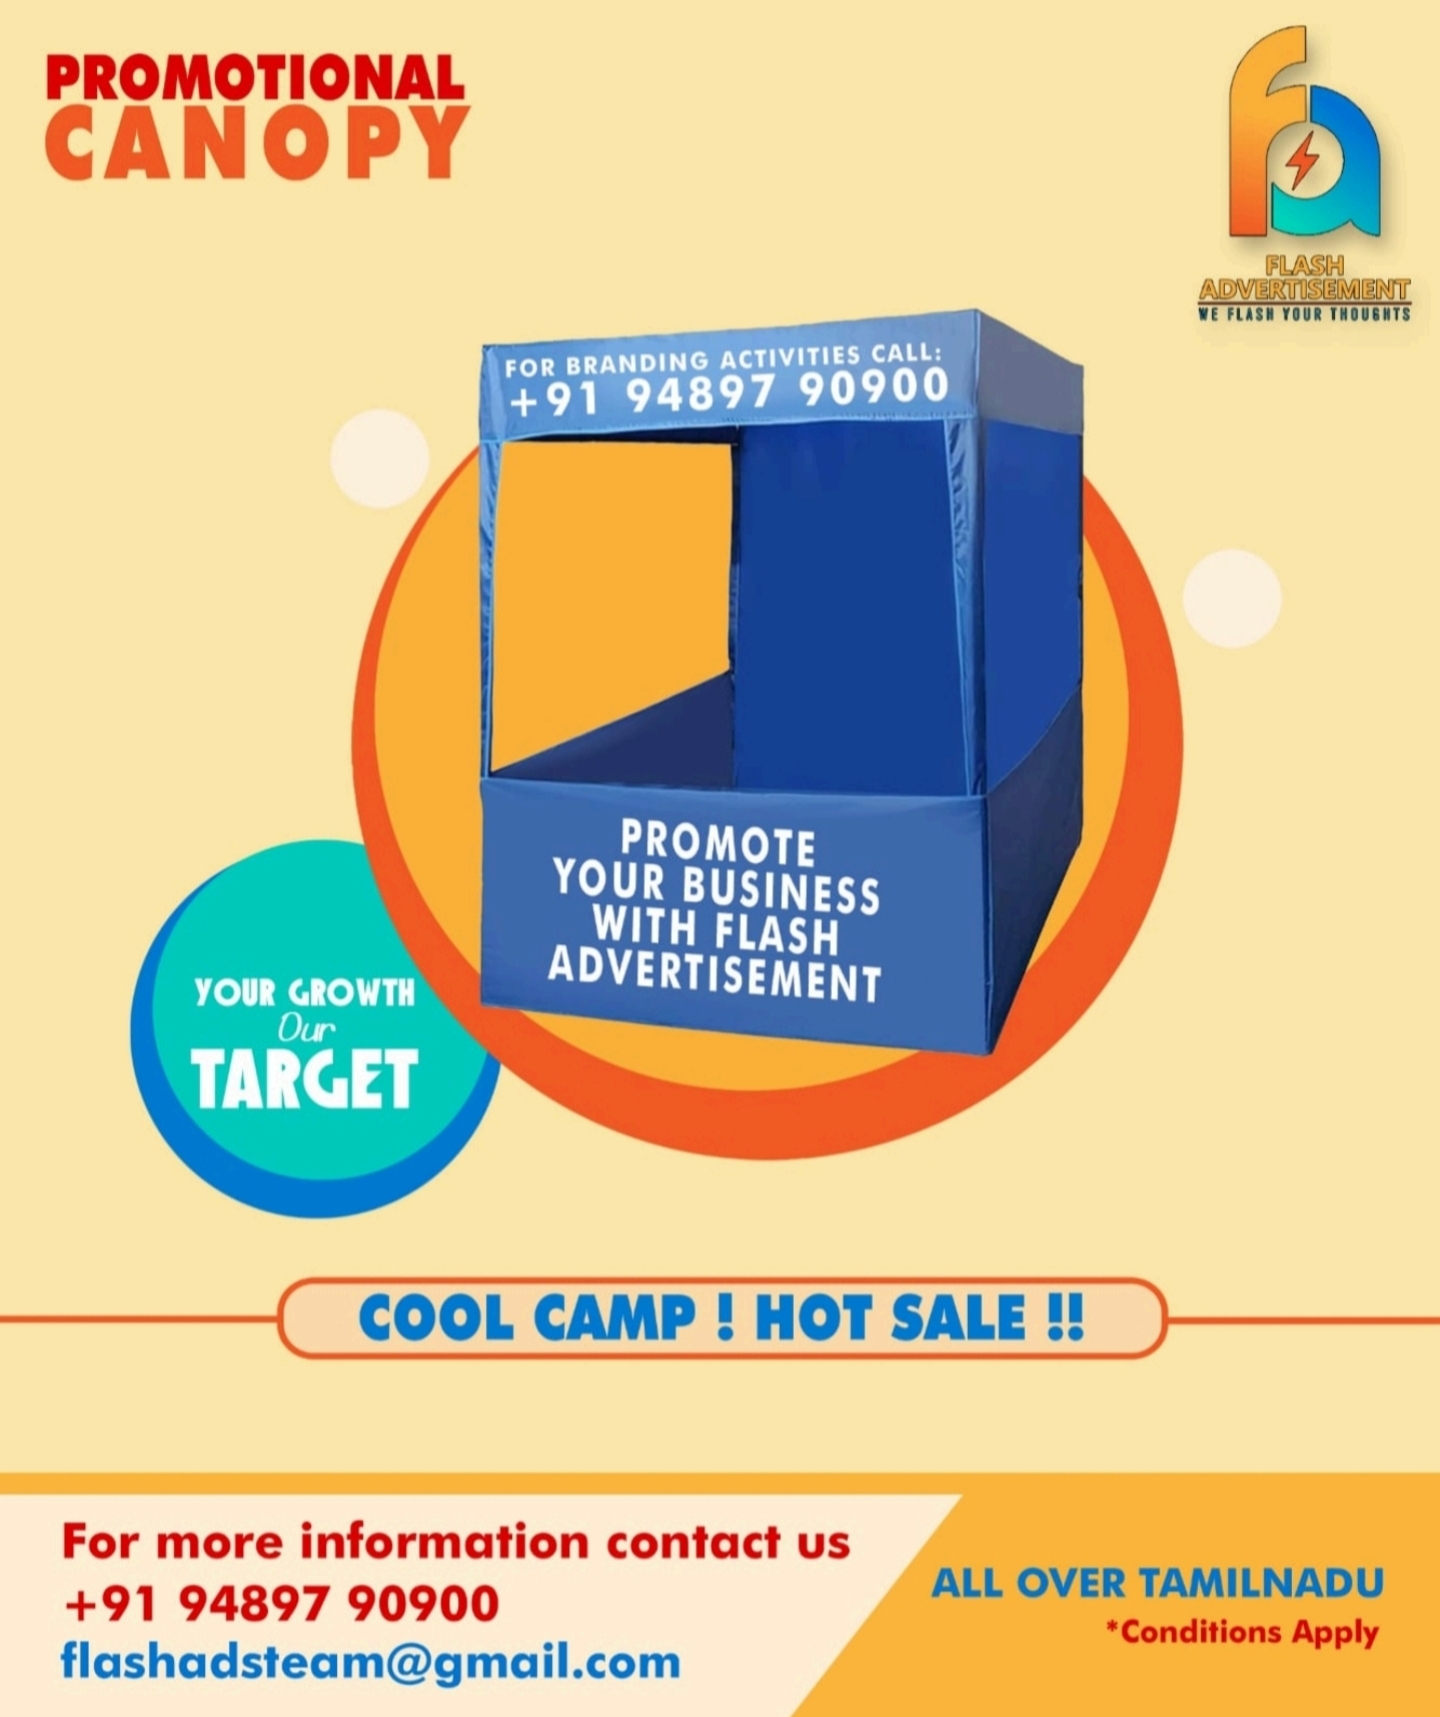 PROMOTIONAL
CANOPY
FLASH
ADVERTISEMENT
WE FLASH YOUR THOUGHTS
FOR BRANDING ACTIVITIES CALL:
+91 94897 90900
PROMOTE
YOUR BUSINESS
WITH FLASH
ADVERTISEMENT
YOUR GROWTH
Our
TARGET
COOL CAMP ! HOT SALE !!
For more information contact us
+91 94897 90900
flashadsteam@gmail.com
ALL OVER TAMILNADU
*Conditions Apply